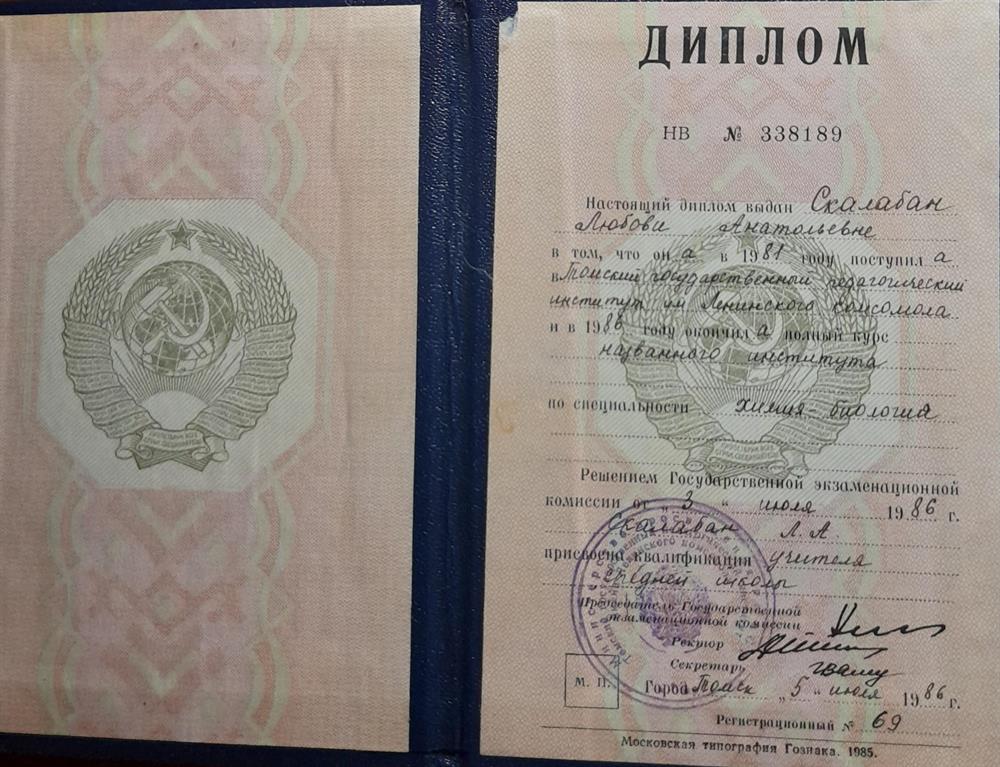 ДИПЛОМ
НВ № 338189
Настоящий диплом выдан Скалабан
Любови Анатольевне
в том, что он а в 1981 году поступил а
в Томский государственный педагогический
институт им Ленинского комсомола
и в 1986 году окончил а полный курс
названного института
по специальности химия-биология
Решением Государственной экзаменационной
комиссии от „3 “ июля 1986 г.
Скалабан Л. А
присвоена квалификация учителя
средней школы
Председатель Государственной
экзаменационной комиссии
Ректор
Секретарь
М. П.
Город Томск „5 “ июля 1986 г.
Регистрационный № 69
Московская типография Гознака. 1985.